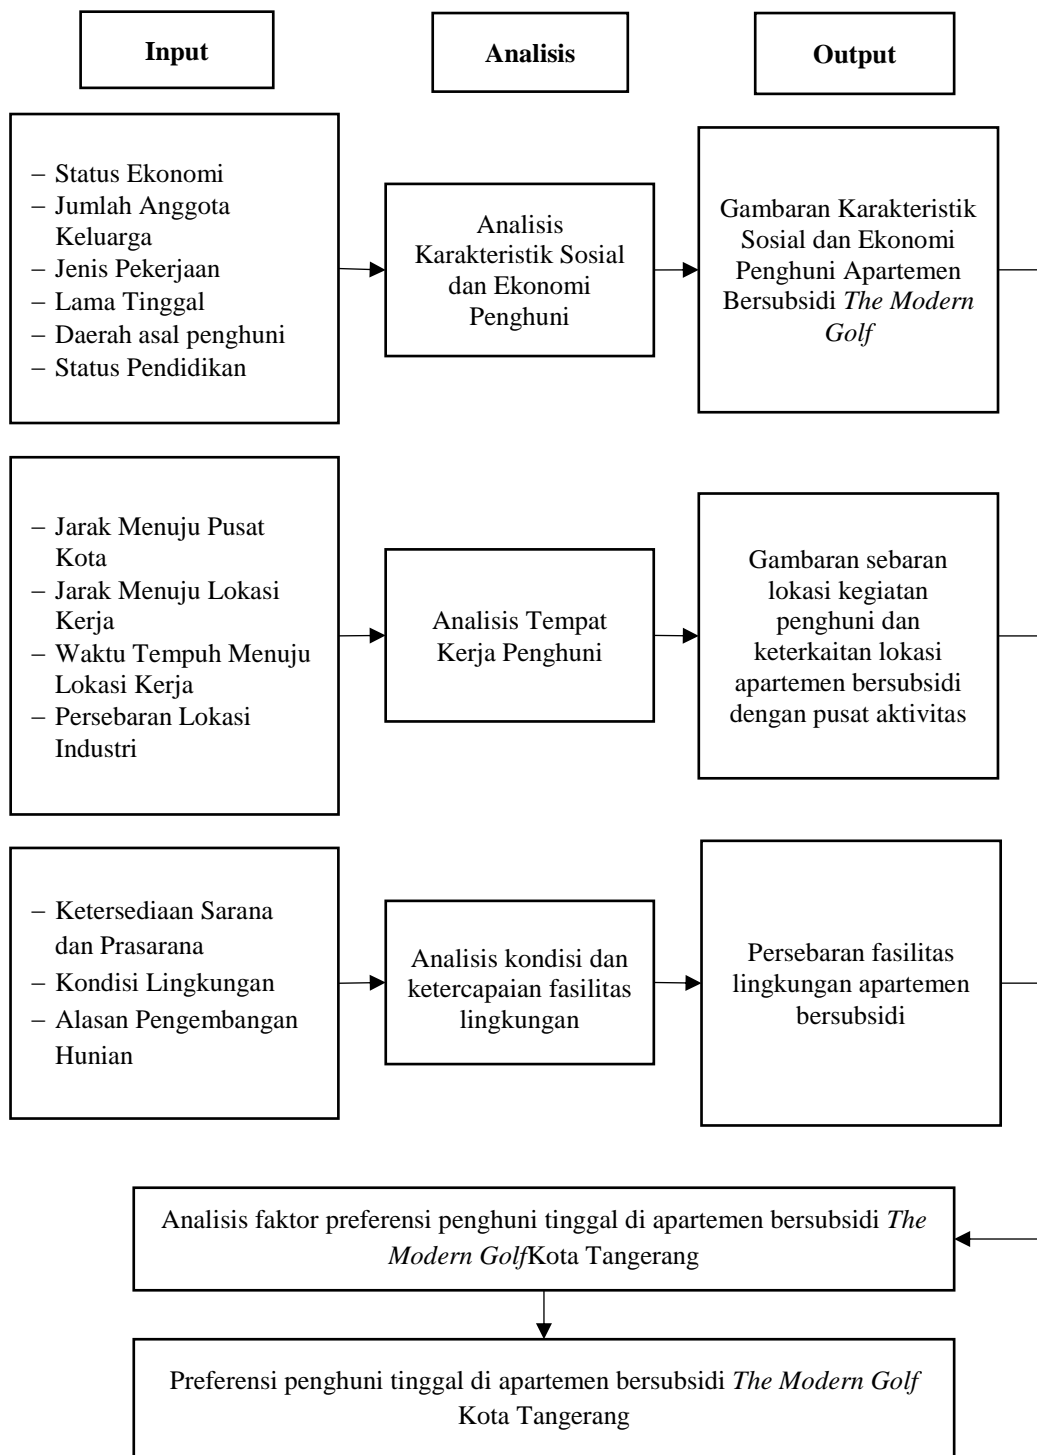 Input
Analisis
Output
– Status Ekonomi
– Jumlah Anggota
Keluarga
– Jenis Pekerjaan
– Lama Tinggal
– Daerah asal penghuni
– Status Pendidikan
Analisis
Karakteristik Sosial
dan Ekonomi
Penghuni
Gambaran Karakteristik
Sosial dan Ekonomi
Penghuni Apartemen
Bersubsidi The Modern
Golf
– Jarak Menuju Pusat
Kota
– Jarak Menuju Lokasi
Kerja
– Waktu Tempuh Menuju
Lokasi Kerja
– Persebaran Lokasi
Industri
Analisis Tempat
Kerja Penghuni
Gambaran sebaran
lokasi kegiatan
penghuni dan
keterkaitan lokasi
apartemen bersubsidi
dengan pusat aktivitas
– Ketersediaan Sarana
dan Prasarana
– Kondisi Lingkungan
– Alasan Pengembangan
Hunian
Analisis kondisi dan
ketercapaian fasilitas
lingkungan
Persebaran fasilitas
lingkungan apartemen
bersubsidi
Analisis faktor preferensi penghuni tinggal di apartemen bersubsidi The
Modern GolfKota Tangerang
Preferensi penghuni tinggal di apartemen bersubsidi The Modern Golf
Kota Tangerang